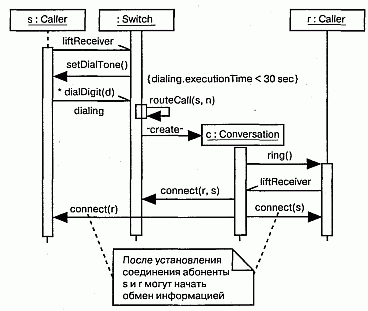 s : Caller
: Switch
r : Caller
liftReceiver
setDialTone()
{dialing.executionTime < 30 sec}
* dialDigit(d)
dialing
routeCall(s, n)
-create-
c : Conversation
ring()
liftReceiver
connect(r, s)
connect(r)
connect(s)
После установления
соединения абоненты
s и r могут начать
обмен информацией